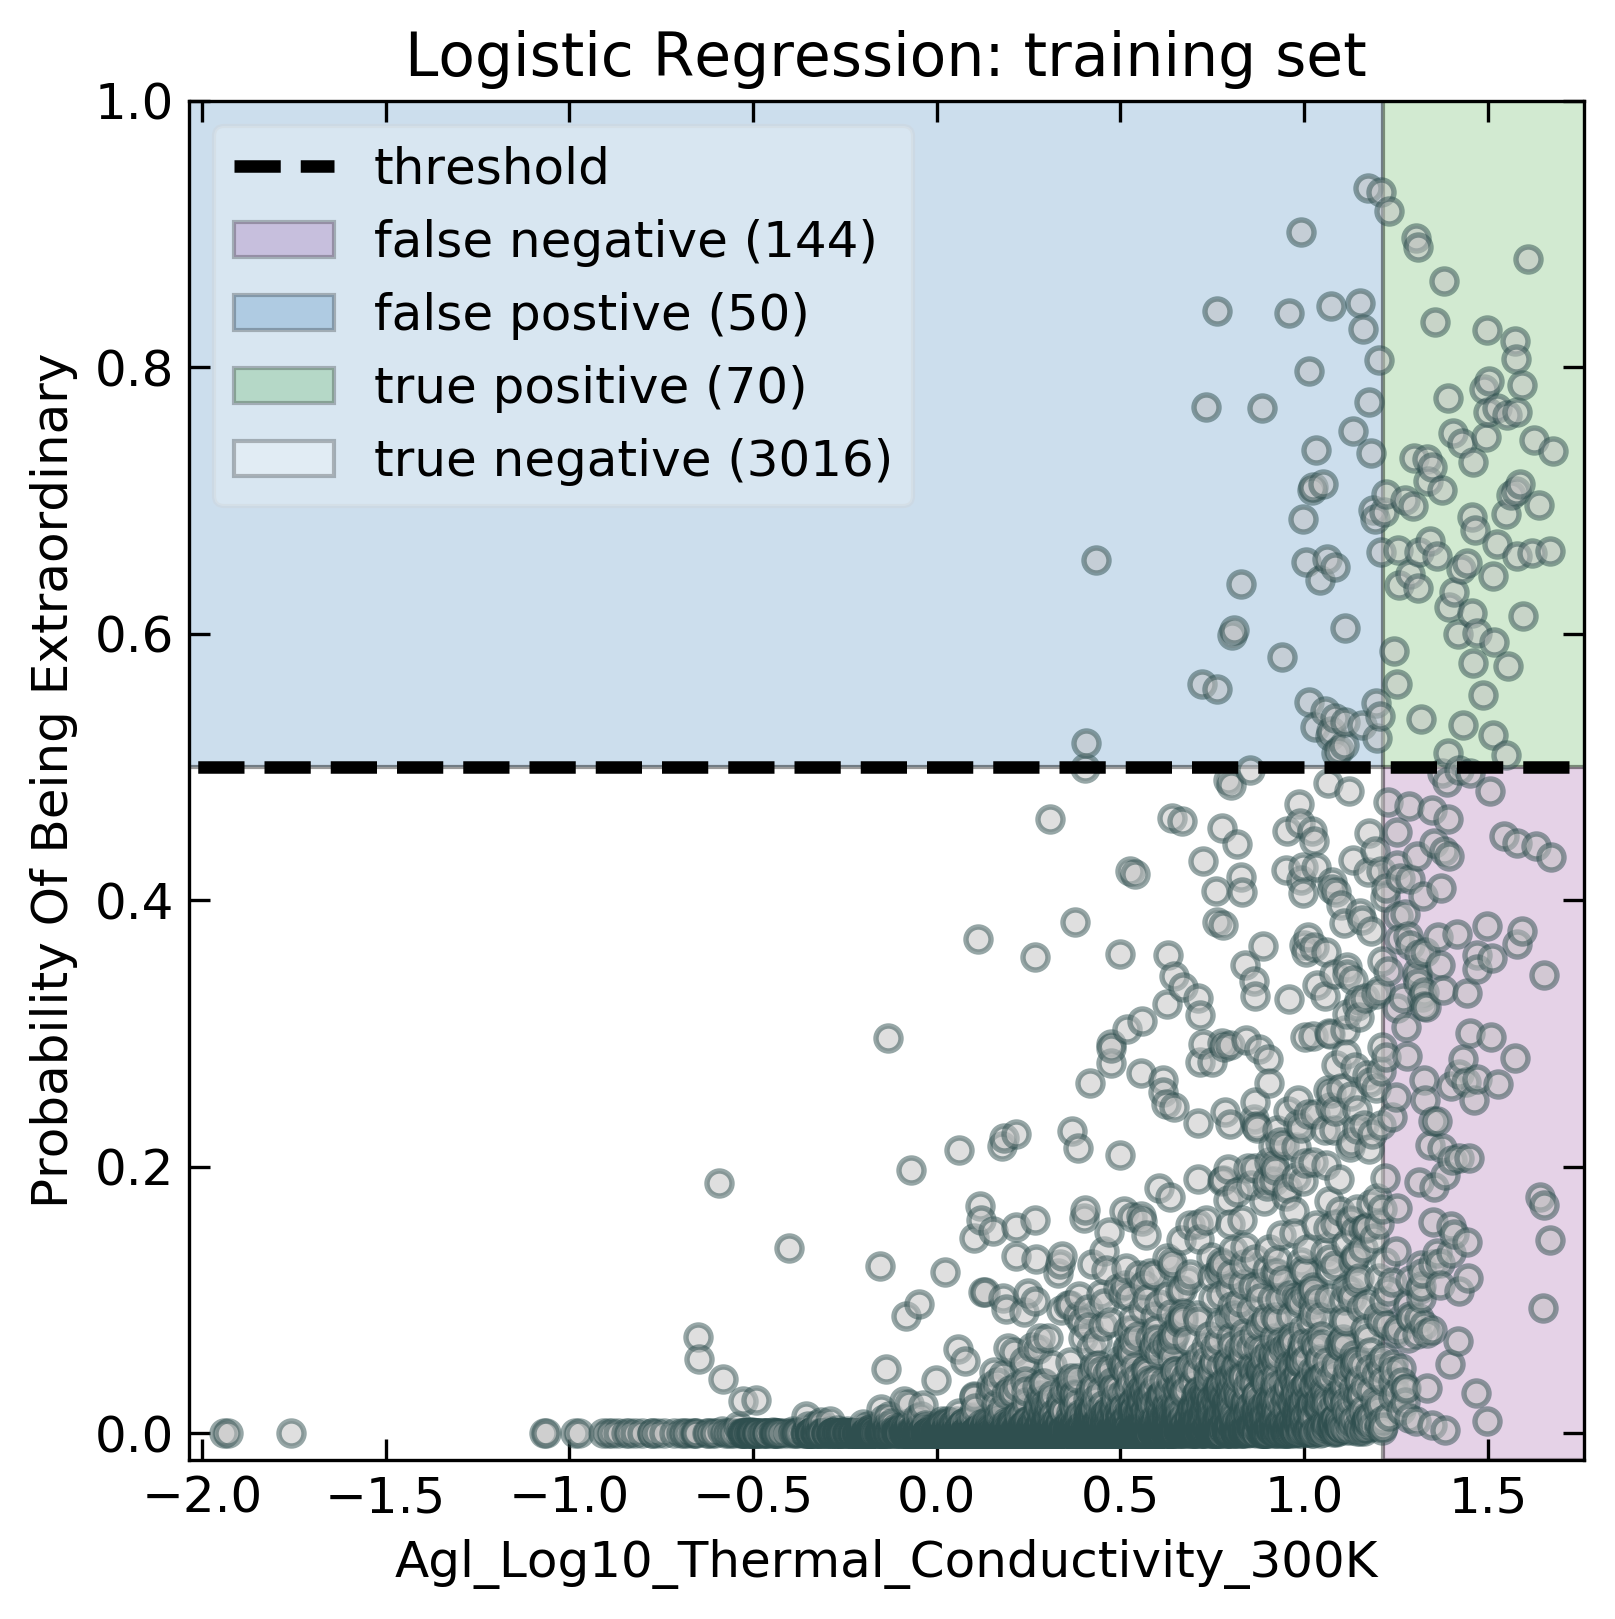 Logistic Regression: training set
1.0
0.8
0.6
0.4
0.2
0.0
Probability Of Being Extraordinary
threshold
false negative (144)
false postive (50)
true positive (70)
true negative (3016)
−2.0 −1.5 −1.0 −0.5 0.0 0.5 1.0 1.5
Agl_Log10_Thermal_Conductivity_300K